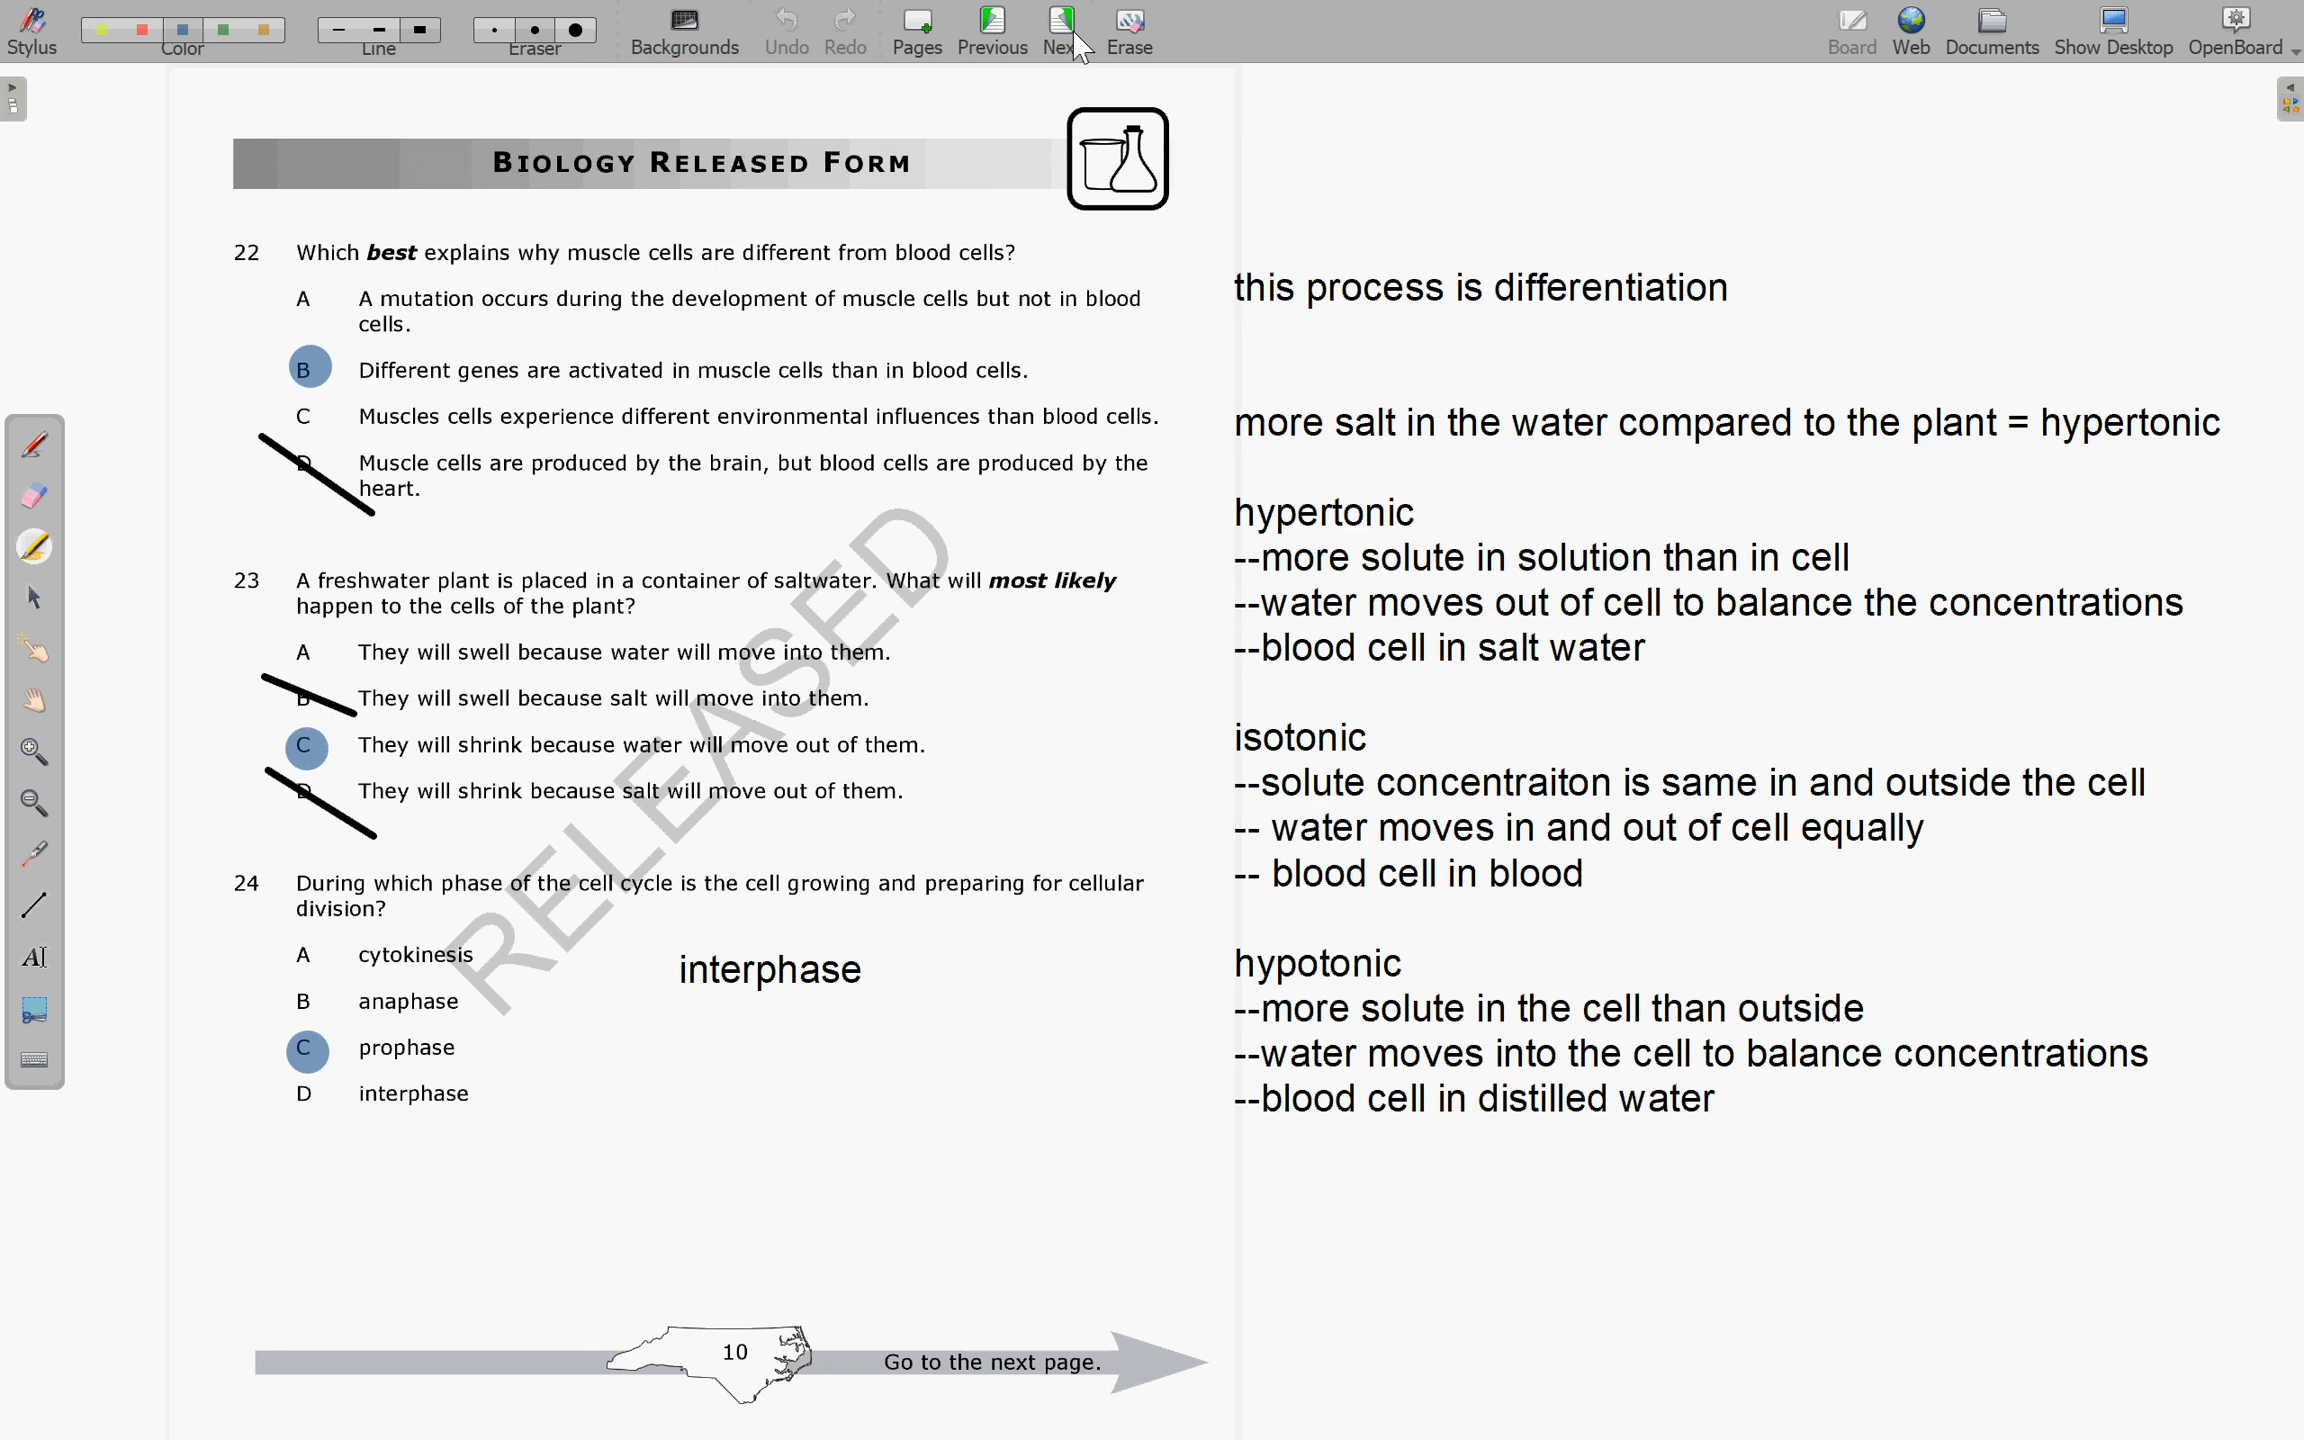 Stylus
Color
Line
Eraser
Backgrounds
Undo
Redo
Pages
Previous
Erase
Board
Web
Documents
Show Desktop
OpenBoard
BIOLOGY RELEASED FORM
22 Which best explains why muscle cells are different from blood cells?
A A mutation occurs during the development of muscle cells but not in blood
cells.
B Different genes are activated in muscle cells than in blood cells.
C Muscles cells experience different environmental influences than blood cells.
D Muscle cells are produced by the brain, but blood cells are produced by the
heart.
23 A freshwater plant is placed in a container of saltwater. What will most likely
happen to the cells of the plant?
A They will swell because water will move into them.
B They will swell because salt will move into them.
C They will shrink because water will move out of them.
D They will shrink because salt will move out of them.
24 During which phase of the cell cycle is the cell growing and preparing for cellular
division?
A cytokinesis
B anaphase
C prophase
D interphase
interphase
RELEASED
10
Go to the next page.
this process is differentiation
more salt in the water compared to the plant = hypertonic
hypertonic
--more solute in solution than in cell
--water moves out of cell to balance the concentrations
--blood cell in salt water
isotonic
--solute concentraiton is same in and outside the cell
-- water moves in and out of cell equally
-- blood cell in blood
hypotonic
--more solute in the cell than outside
--water moves into the cell to balance concentrations
--blood cell in distilled water